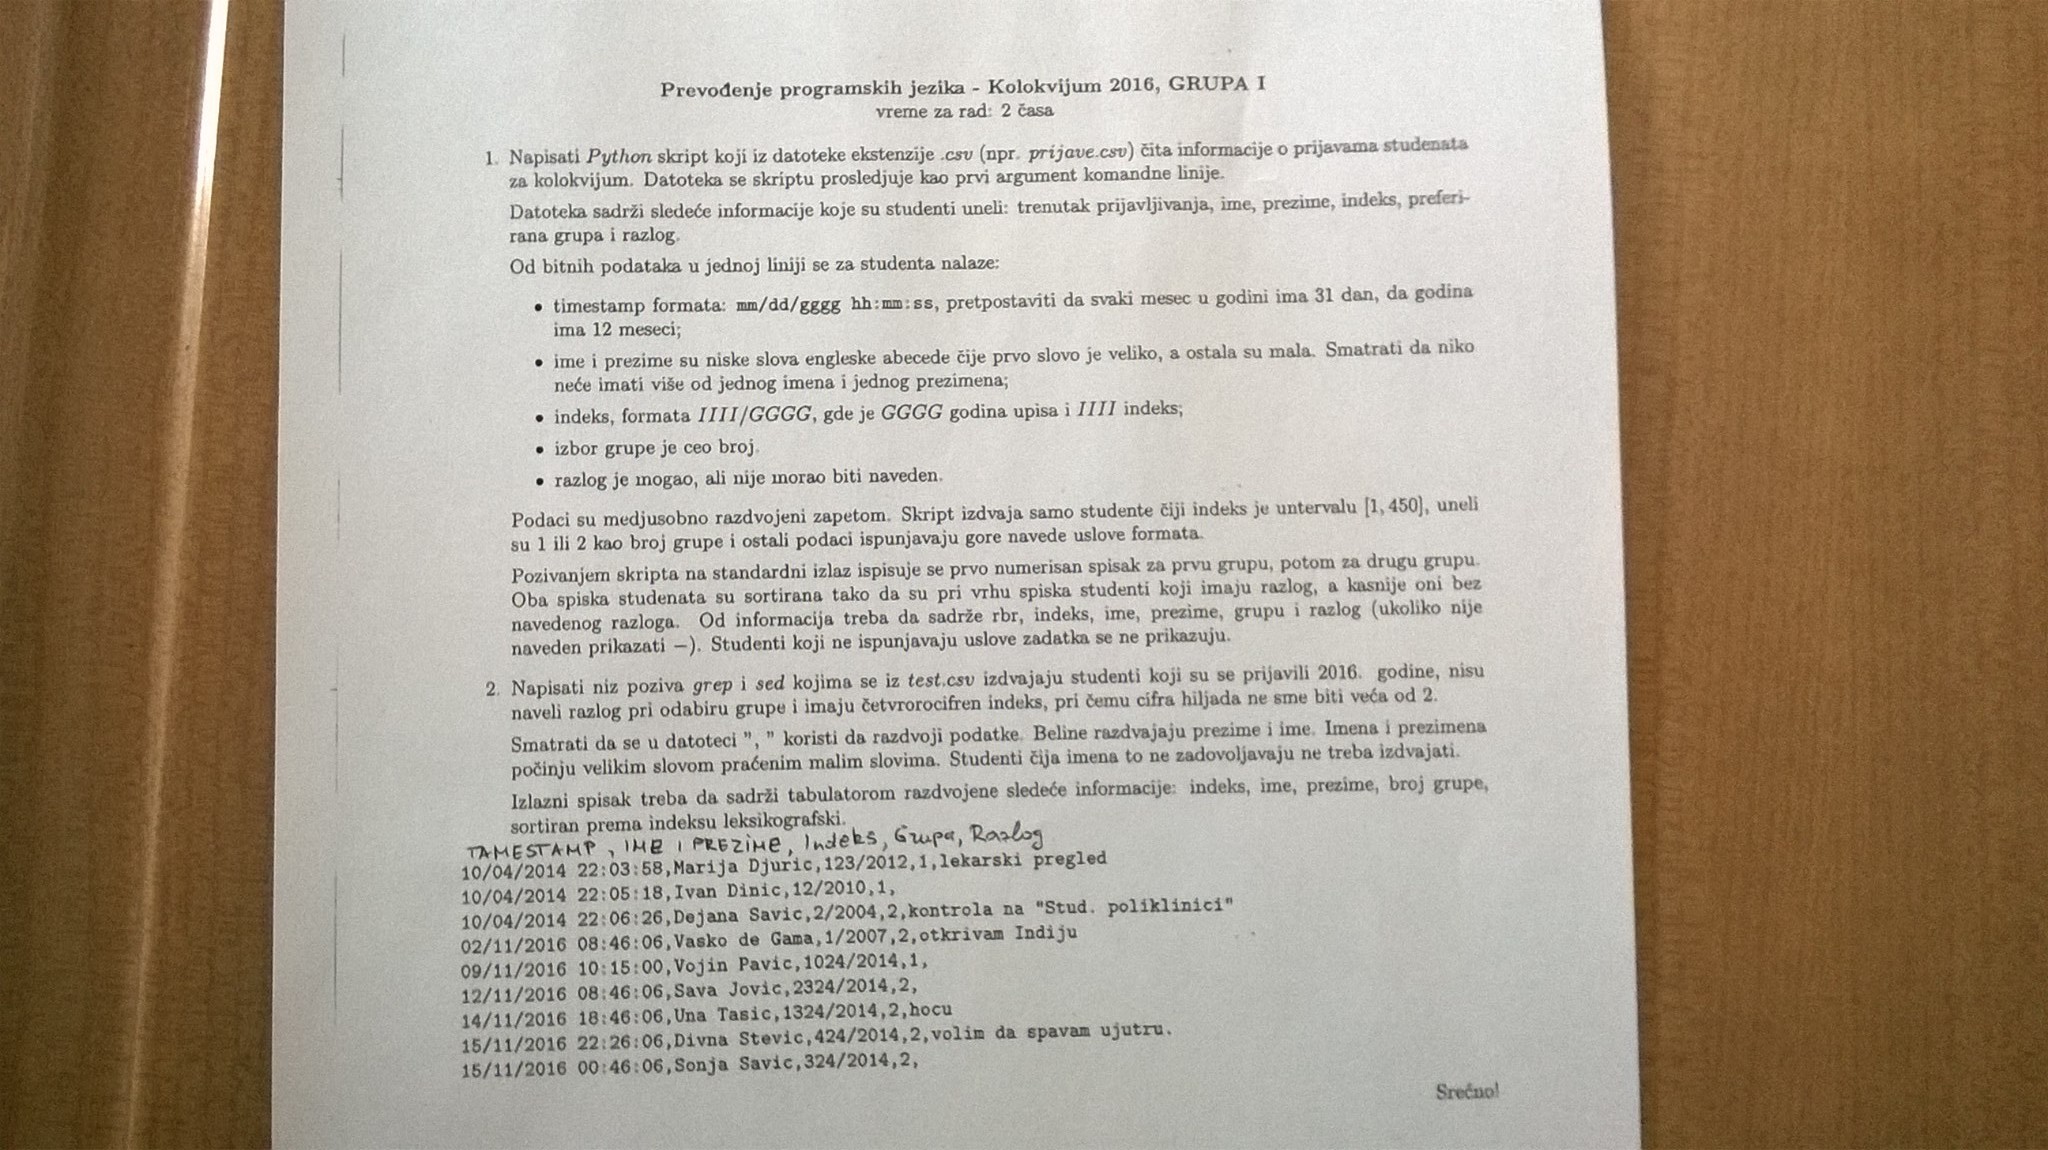 Prevođenje programskih jezika - Kolokvijum 2016, GRUPA I
vreme za rad: 2 časa
1. Napisati Python skript koji iz datoteke ekstenzije .csv (npr. prijave.csv) čita informacije o prijavama studenata
za kolokvijum. Datoteka se skriptu prosledjuje kao prvi argument komandne linije.
Datoteka sadrži sledeće informacije koje su studenti uneli: trenutak prijavljivanja, ime, prezime, indeks, preferi-
rana grupa i razlog.
Od bitnih podataka u jednoj liniji se za studenta nalaze:
• timestamp formata: mm/dd/gggg hh:mm:ss, pretpostaviti da svaki mesec u godini ima 31 dan, da godina
ima 12 meseci;
• ime i prezime su niske slova engleske abecede čije prvo slovo je veliko, a ostala su mala. Smatrati da niko
neće imati više od jednog imena i jednog prezimena;
• indeks, formata IIII/GGGG, gde je GGGG godina upisa i IIII indeks;
• izbor grupe je ceo broj.
• razlog je mogao, ali nije morao biti naveden.
Podaci su medjusobno razdvojeni zapetom. Skript izdvaja samo studente čiji indeks je untervalu [1, 450], uneli
su 1 ili 2 kao broj grupe i ostali podaci ispunjavaju gore navede uslove formata.
Pozivanjem skripta na standardni izlaz ispisuje se prvo numerisan spisak za prvu grupu, potom za drugu grupu.
Oba spiska studenata su sortirana tako da su pri vrhu spiska studenti koji imaju razlog, a kasnije oni bez
navedenog razloga. Od informacija treba da sadrže rbr, indeks, ime, prezime, grupu i razlog (ukoliko nije
naveden prikazati −). Studenti koji ne ispunjavaju uslove zadatka se ne prikazuju.
2. Napisati niz poziva grep i sed kojima se iz test.csv izdvajaju studenti koji su se prijavili 2016. godine, nisu
naveli razlog pri odabiru grupe i imaju četvrorocifren indeks, pri čemu cifra hiljada ne sme biti veća od 2.
Smatrati da se u datoteci ”, ” koristi da razdvoji podatke. Beline razdvajaju prezime i ime. Imena i prezimena
počinju velikim slovom praćenim malim slovima. Studenti čija imena to ne zadovoljavaju ne treba izdvajati.
Izlazni spisak treba da sadrži tabulatorom razdvojene sledeće informacije: indeks, ime, prezime, broj grupe,
sortiran prema indeksu leksikografski.
TAMESTAMP, IME I PREZIME, Indeks, Grupa, Razlog
10/04/2014 22:03:58,Marija Djuric,123/2012,1,lekarski pregled
10/04/2014 22:05:18,Ivan Dinic,12/2010,1,
10/04/2014 22:06:26,Dejana Savic,2/2004,2,kontrola na "Stud. poliklinici"
02/11/2016 08:46:06,Vasko de Gama,1/2007,2,otkrivam Indiju
09/11/2016 10:15:00,Vojin Pavic,1024/2014,1,
12/11/2016 08:46:06,Sava Jovic,2324/2014,2,
14/11/2016 18:46:06,Una Tasic,1324/2014,2,hocu
15/11/2016 22:26:06,Divna Stevic,424/2014,2,volim da spavam ujutru.
15/11/2016 00:46:06,Sonja Savic,324/2014,2,
Srećno!